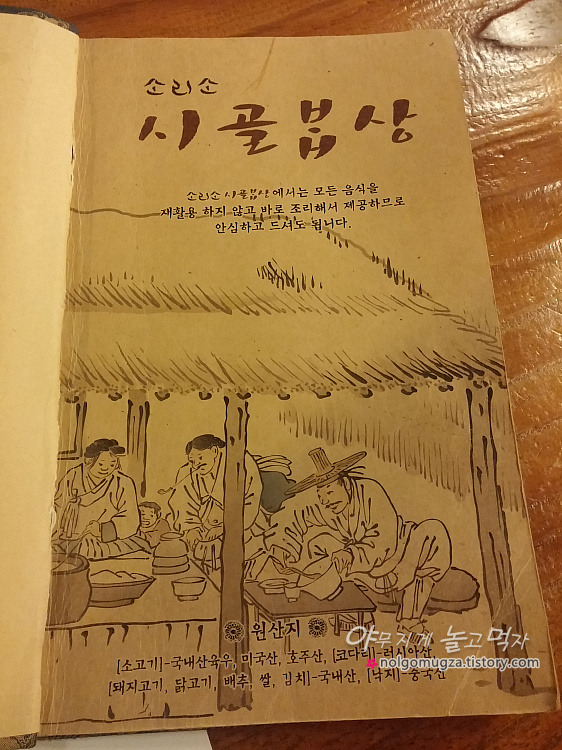 소리소
시골밥상
소리소 시골밥상에서는 모든 음식을
재활용 하지 않고 바로 조리해서 제공하므로
안심하고 드셔도 됩니다.
원산지
야무지게 놀고먹자
[소고기]-국내산육우, 미국산, 호주산, [코다리]-러시아산,
nolgomugza.tistory.com
[돼지고기, 닭고기, 배추, 쌀, 김치]-국내산, [낙지]-중국산